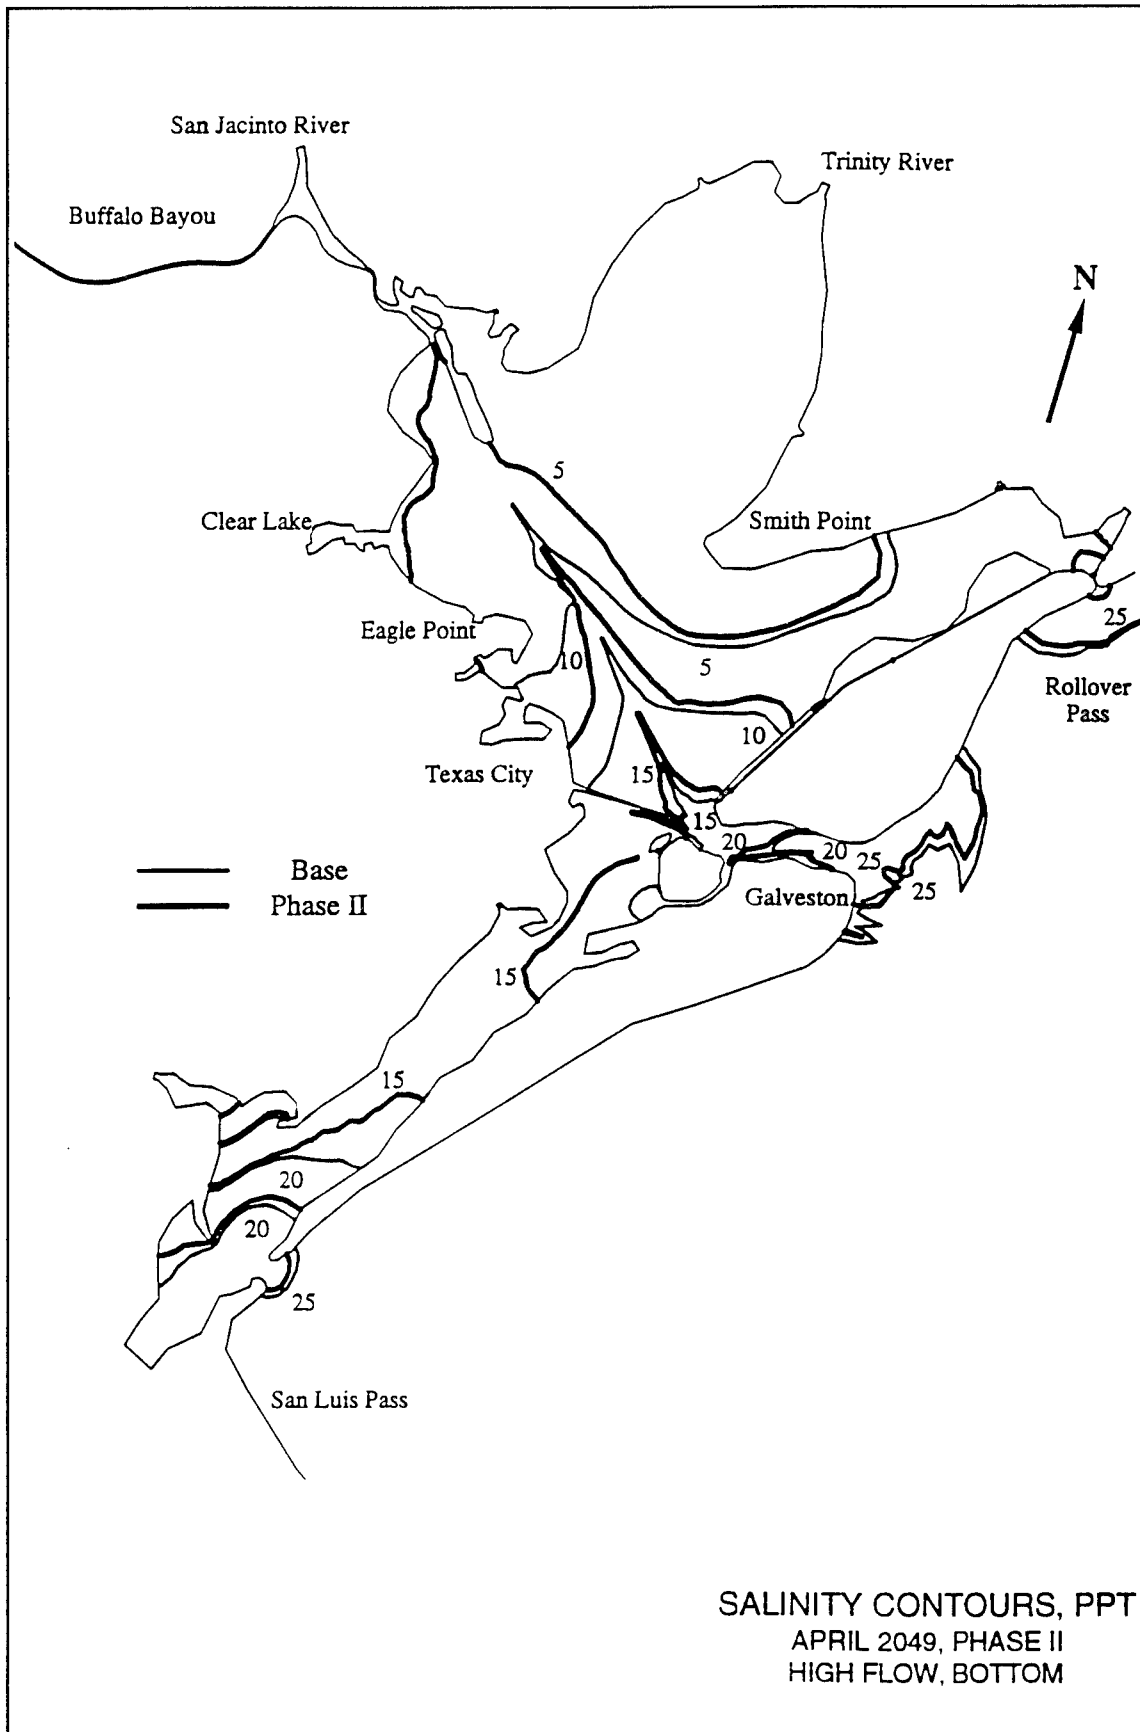 San Jacinto River
Trinity River
Buffalo Bayou
N
5
Clear Lake
Smith Point
25
Eagle Point
10
5
Rollover
Pass
10
Texas City
15
15
20
20
25
25
Base
Phase II
Galveston
15
15
20
20
25
San Luis Pass
SALINITY CONTOURS, PPT
APRIL 2049, PHASE II
HIGH FLOW, BOTTOM